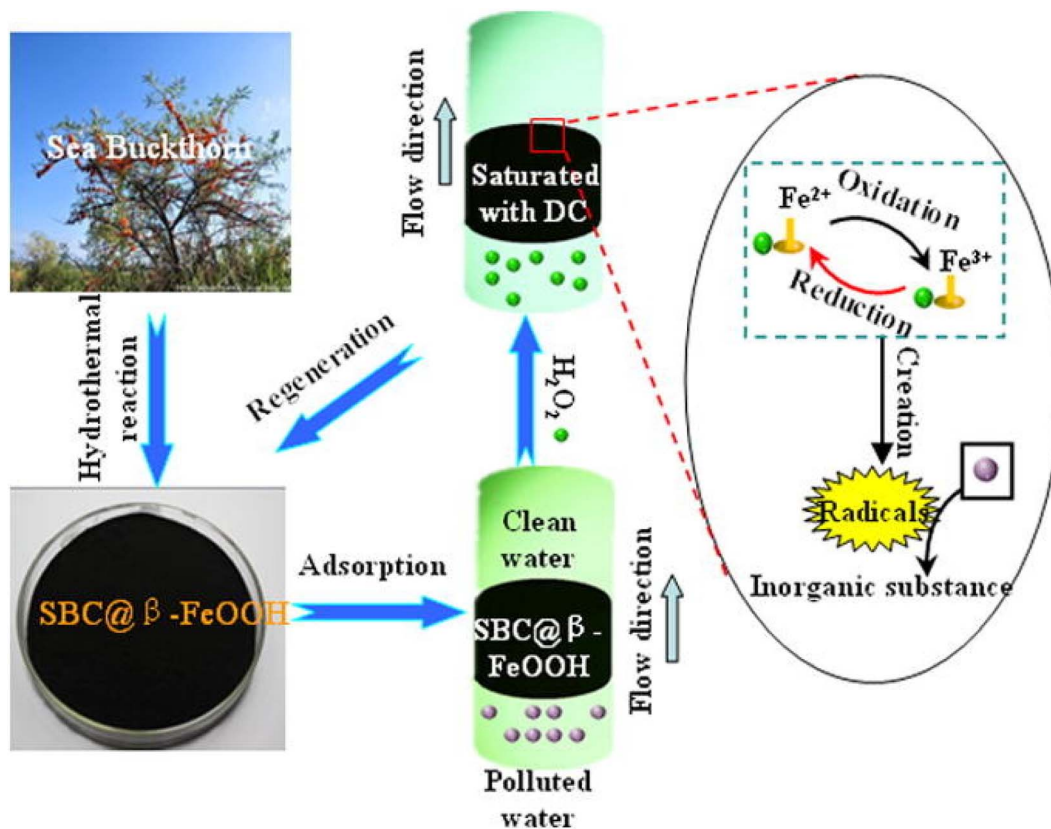 Sea Buckthorn
Flow direction
Saturated
with DC
Fe²⁺
Oxidation
Fe³⁺
Reduction
Hydrothermal
reaction
Regeneration
H₂O₂
Creation
Radicals
Inorganic substance
SBC@β-FeOOH
Adsorption
Clean
water
SBC@β-
FeOOH
Flow direction
Polluted
water